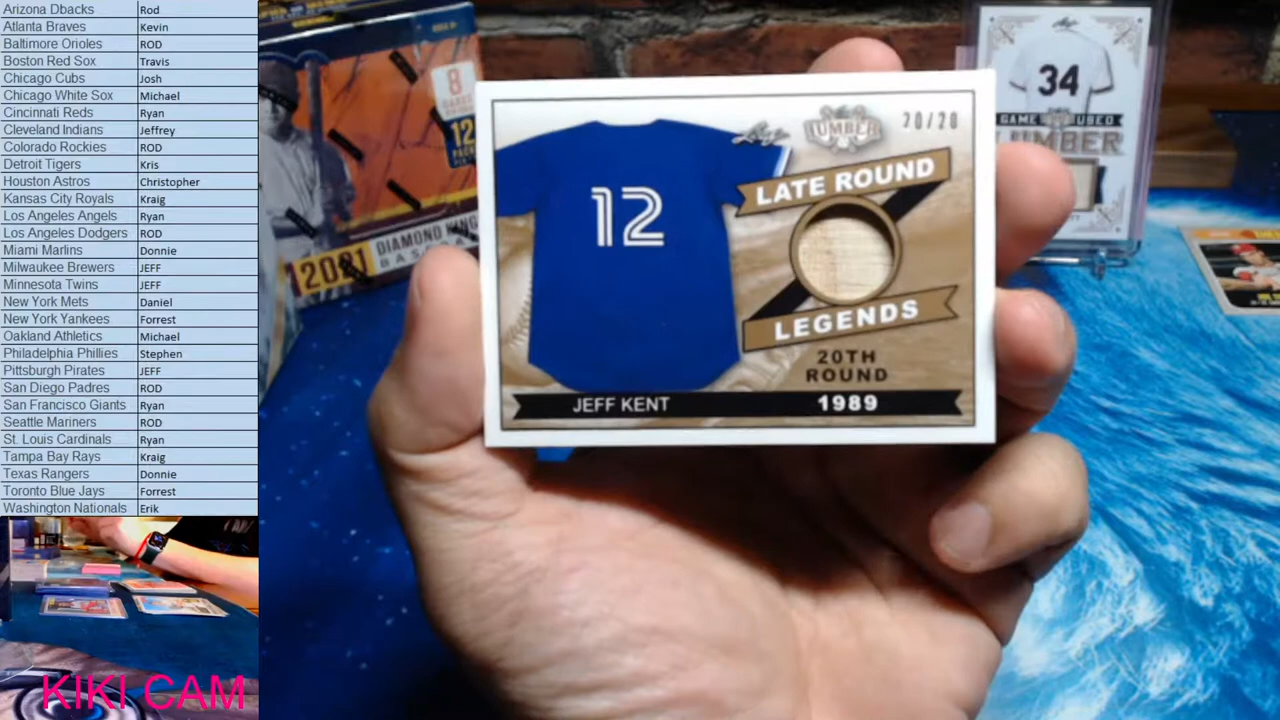 Arizona Dbacks Rod
Atlanta Braves Kevin
Baltimore Orioles ROD
Boston Red Sox Travis
Chicago Cubs Josh
Chicago White Sox Michael
Cincinnati Reds Ryan
Cleveland Indians Jeffrey
Colorado Rockies ROD
Detroit Tigers Kris
Houston Astros Christopher
Kansas City Royals Kraig
Los Angeles Angels Ryan
Los Angeles Dodgers ROD
Miami Marlins Donnie
Milwaukee Brewers JEFF
Minnesota Twins JEFF
New York Mets Daniel
New York Yankees Forrest
Oakland Athletics Michael
Philadelphia Phillies Stephen
Pittsburgh Pirates JEFF
San Diego Padres ROD
San Francisco Giants Ryan
Seattle Mariners ROD
St. Louis Cardinals Ryan
Tampa Bay Rays Kraig
Texas Rangers Donnie
Toronto Blue Jays Forrest
Washington Nationals Erik
KIKI CAM
8
12
2021 DIAMOND KINGS
Leaf
LUMBER
20/20
12
LATE ROUND
LEGENDS
20TH
ROUND
JEFF KENT 1989
Leaf
34
GAME USED
LUMBER